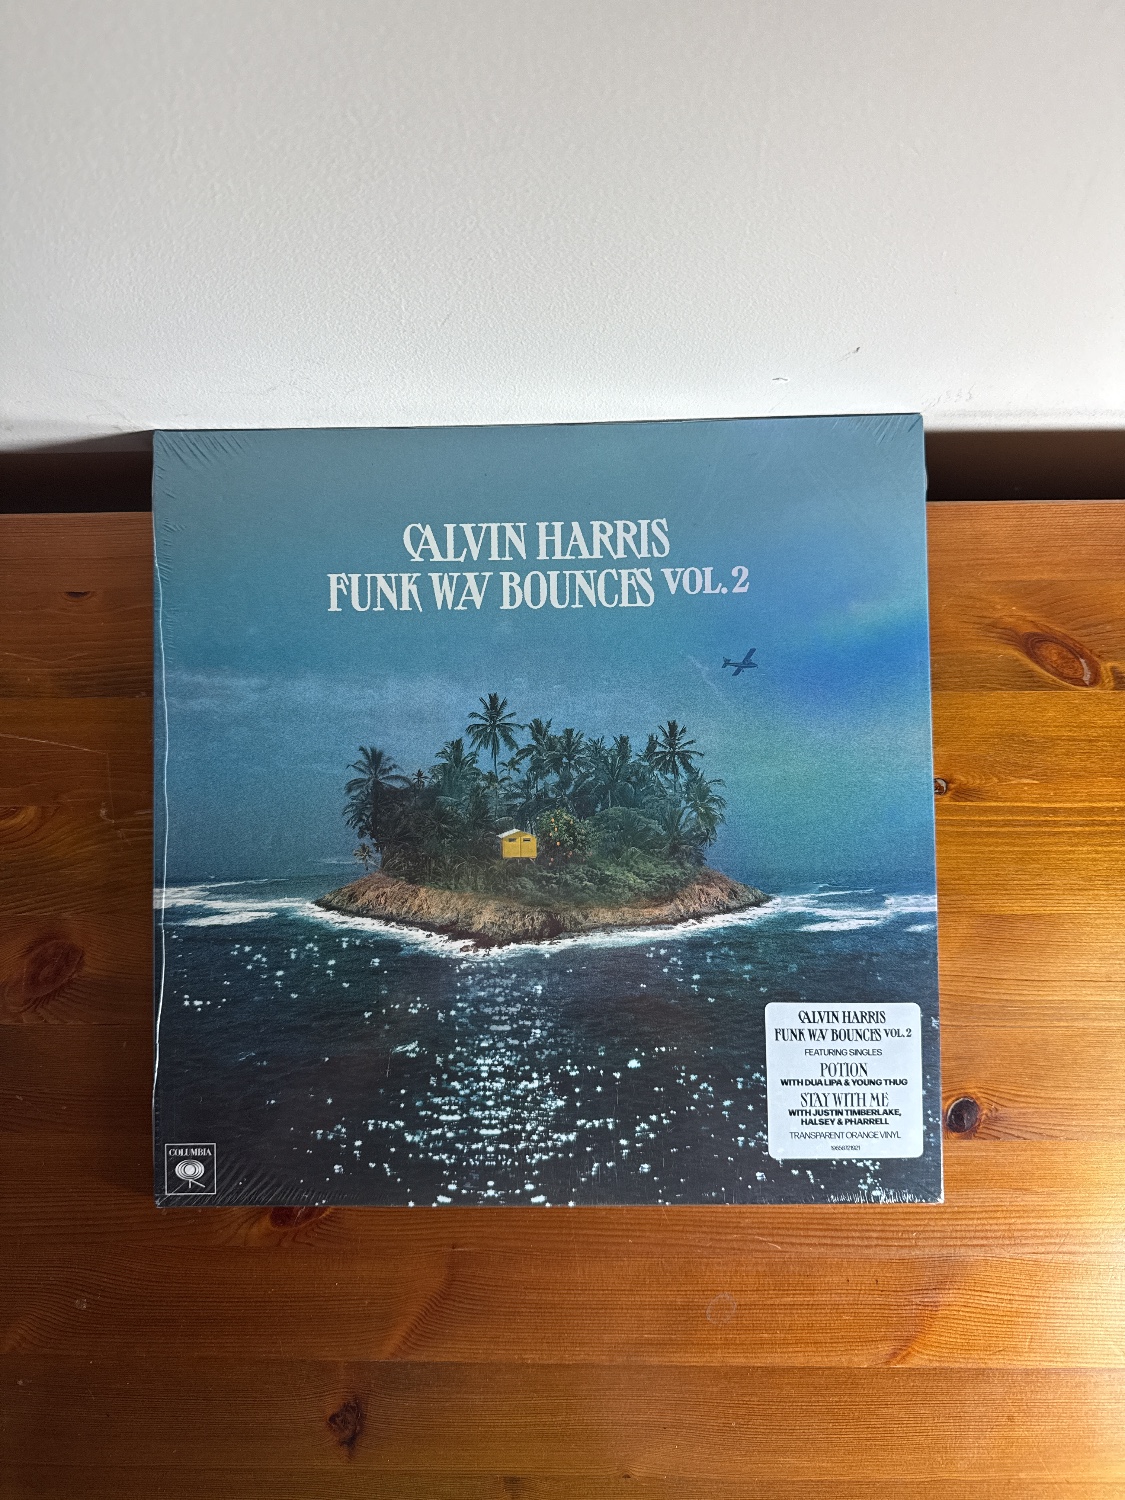 CALVIN HARRIS
FUNK WAV BOUNCES VOL. 2
CALVIN HARRIS
FUNK WAV BOUNCES VOL. 2
FEATURING SINGLES
POTION
WITH DUA LIPA & YOUNG THUG
STAY WITH ME
WITH JUSTIN TIMBERLAKE,
HALSEY & PHARRELL
TRANSPARENT ORANGE VINYL
COLUMBIA